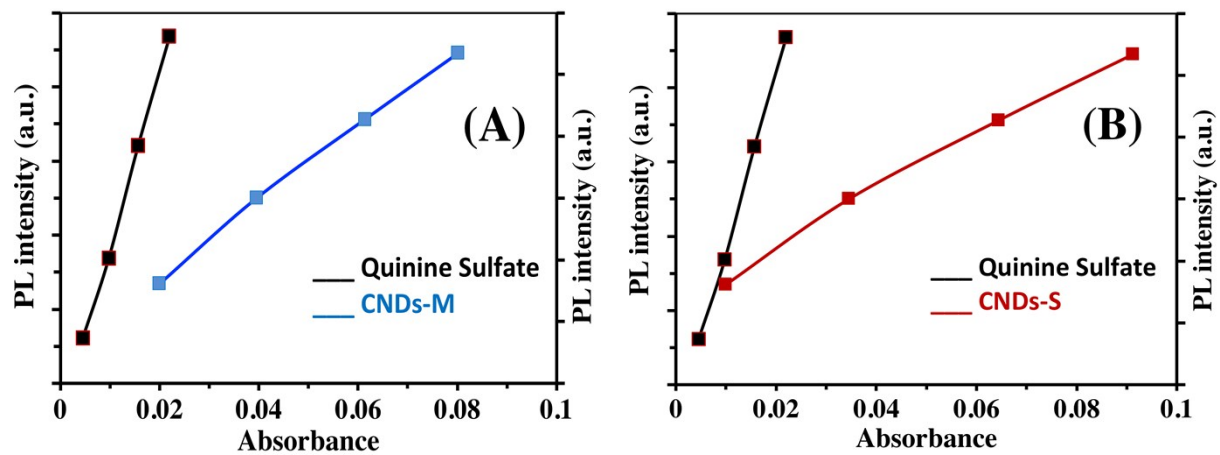 PL intensity (a.u.)
(A)
Quinine Sulfate
CNDs-M
PL intensity (a.u.)
0 0.02 0.04 0.06 0.08 0.1
Absorbance
PL intensity (a.u.)
(B)
Quinine Sulfate
CNDs-S
PL intensity (a.u.)
0 0.02 0.04 0.06 0.08 0.1
Absorbance